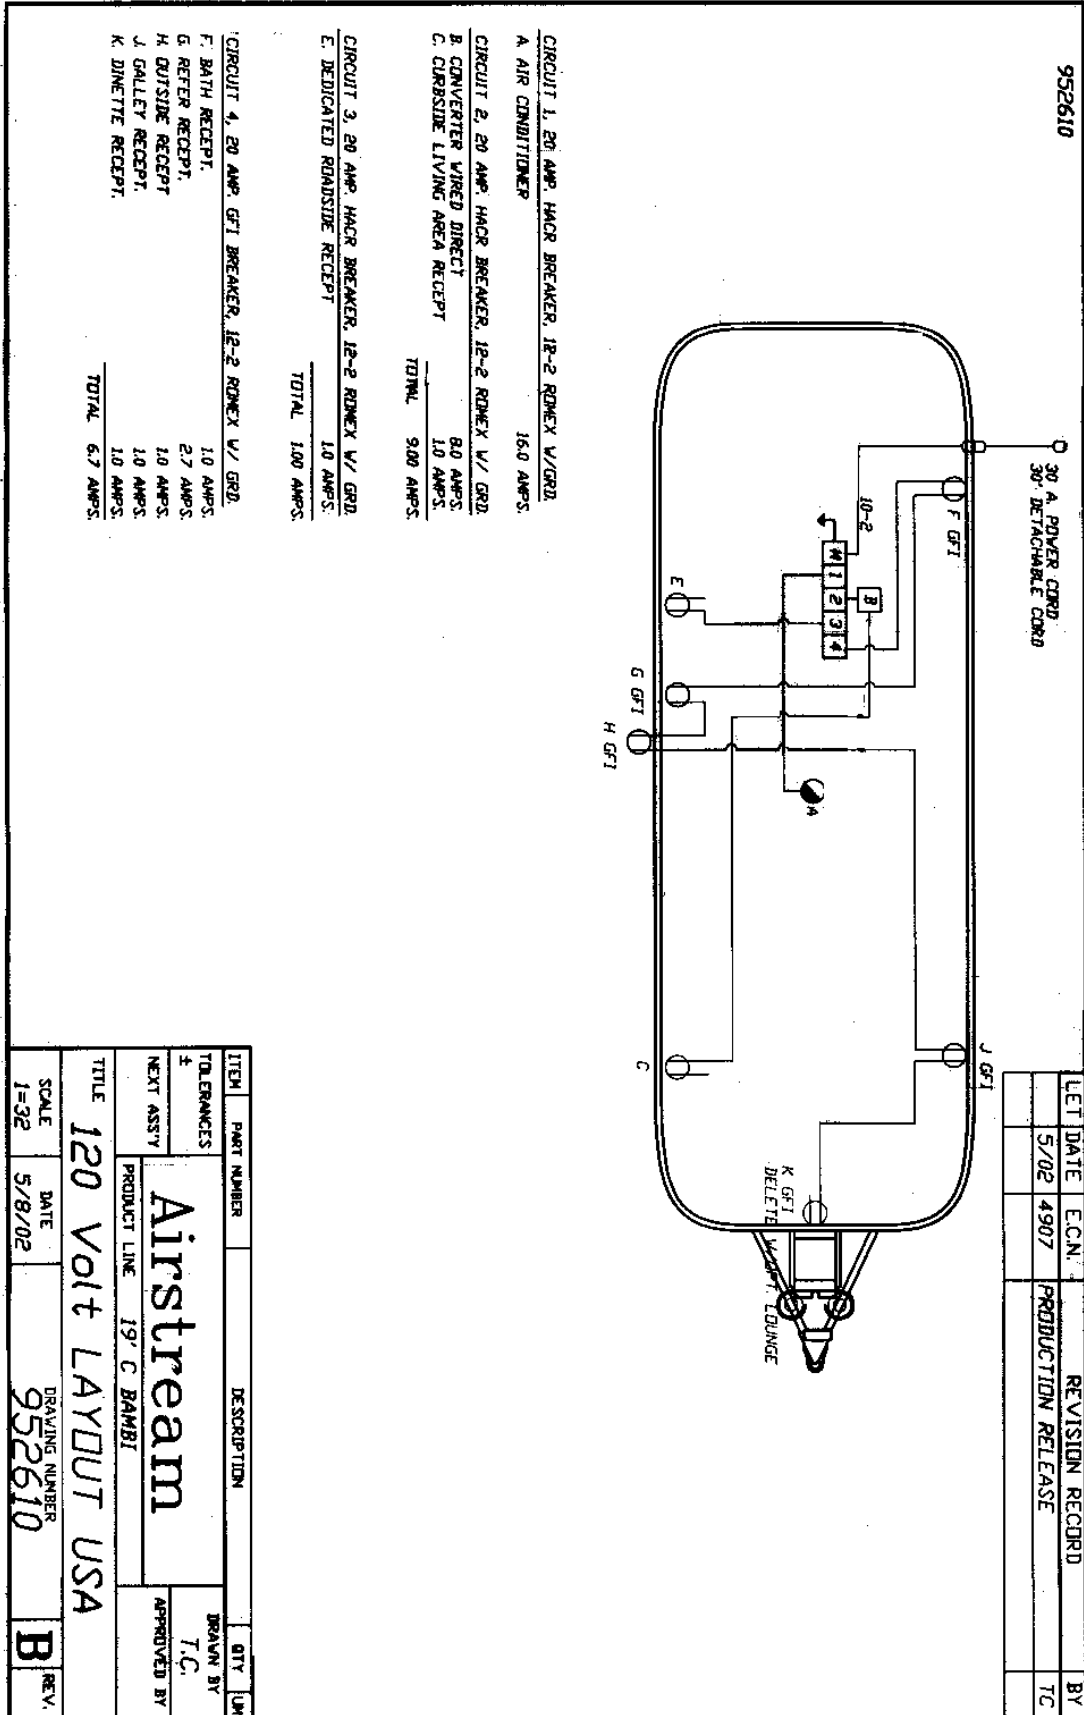 952610
30 A. POWER CORD
30'. DETACHABLE CORD
LET DATE E.C.N. REVISION RECORD BY
5/02 4907 PRODUCTION RELEASE TC
F GFI
10-2
M 1 2 3 4
B
E
G GFI
H GFI
A
J GFI
C
K GFI
DELETE W/OPT. LOUNGE
CIRCUIT 1, 20 AMP. HACR BREAKER, 12-2 ROMEX W/GRD.
A. AIR CONDITIONER 16.0 AMPS.
CIRCUIT 2, 20 AMP. HACR BREAKER, 12-2 ROMEX W/ GRD.
B. CONVERTER WIRED DIRECT 8.0 AMPS.
C. CURBSIDE LIVING AREA RECEPT 1.0 AMPS.
TOTAL 9.00 AMPS.
CIRCUIT 3, 20 AMP. HACR BREAKER, 12-2 ROMEX W/ GRD.
E. DEDICATED ROADSIDE RECEPT 1.0 AMPS.
TOTAL 1.00 AMPS.
CIRCUIT 4, 20 AMP. GFI BREAKER, 12-2 ROMEX W/ GRD.
F. BATH RECEPT. 1.0 AMPS.
G. REFER RECEPT. 2.7 AMPS.
H. OUTSIDE RECEPT 1.0 AMPS.
J. GALLEY RECEPT. 1.0 AMPS.
K. DINETTE RECEPT. 1.0 AMPS.
TOTAL 6.7 AMPS.
ITEM PART NUMBER DESCRIPTION QTY UM
TOLERANCES
±
Airstream
DRAWN BY
T.C.
NEXT ASS'Y
PRODUCT LINE 19' C BAMBI
APPROVED BY
TITLE 120 Volt LAYOUT USA
SCALE
1=32
DATE
5/8/02
DRAWING NUMBER
952610
B
REV.